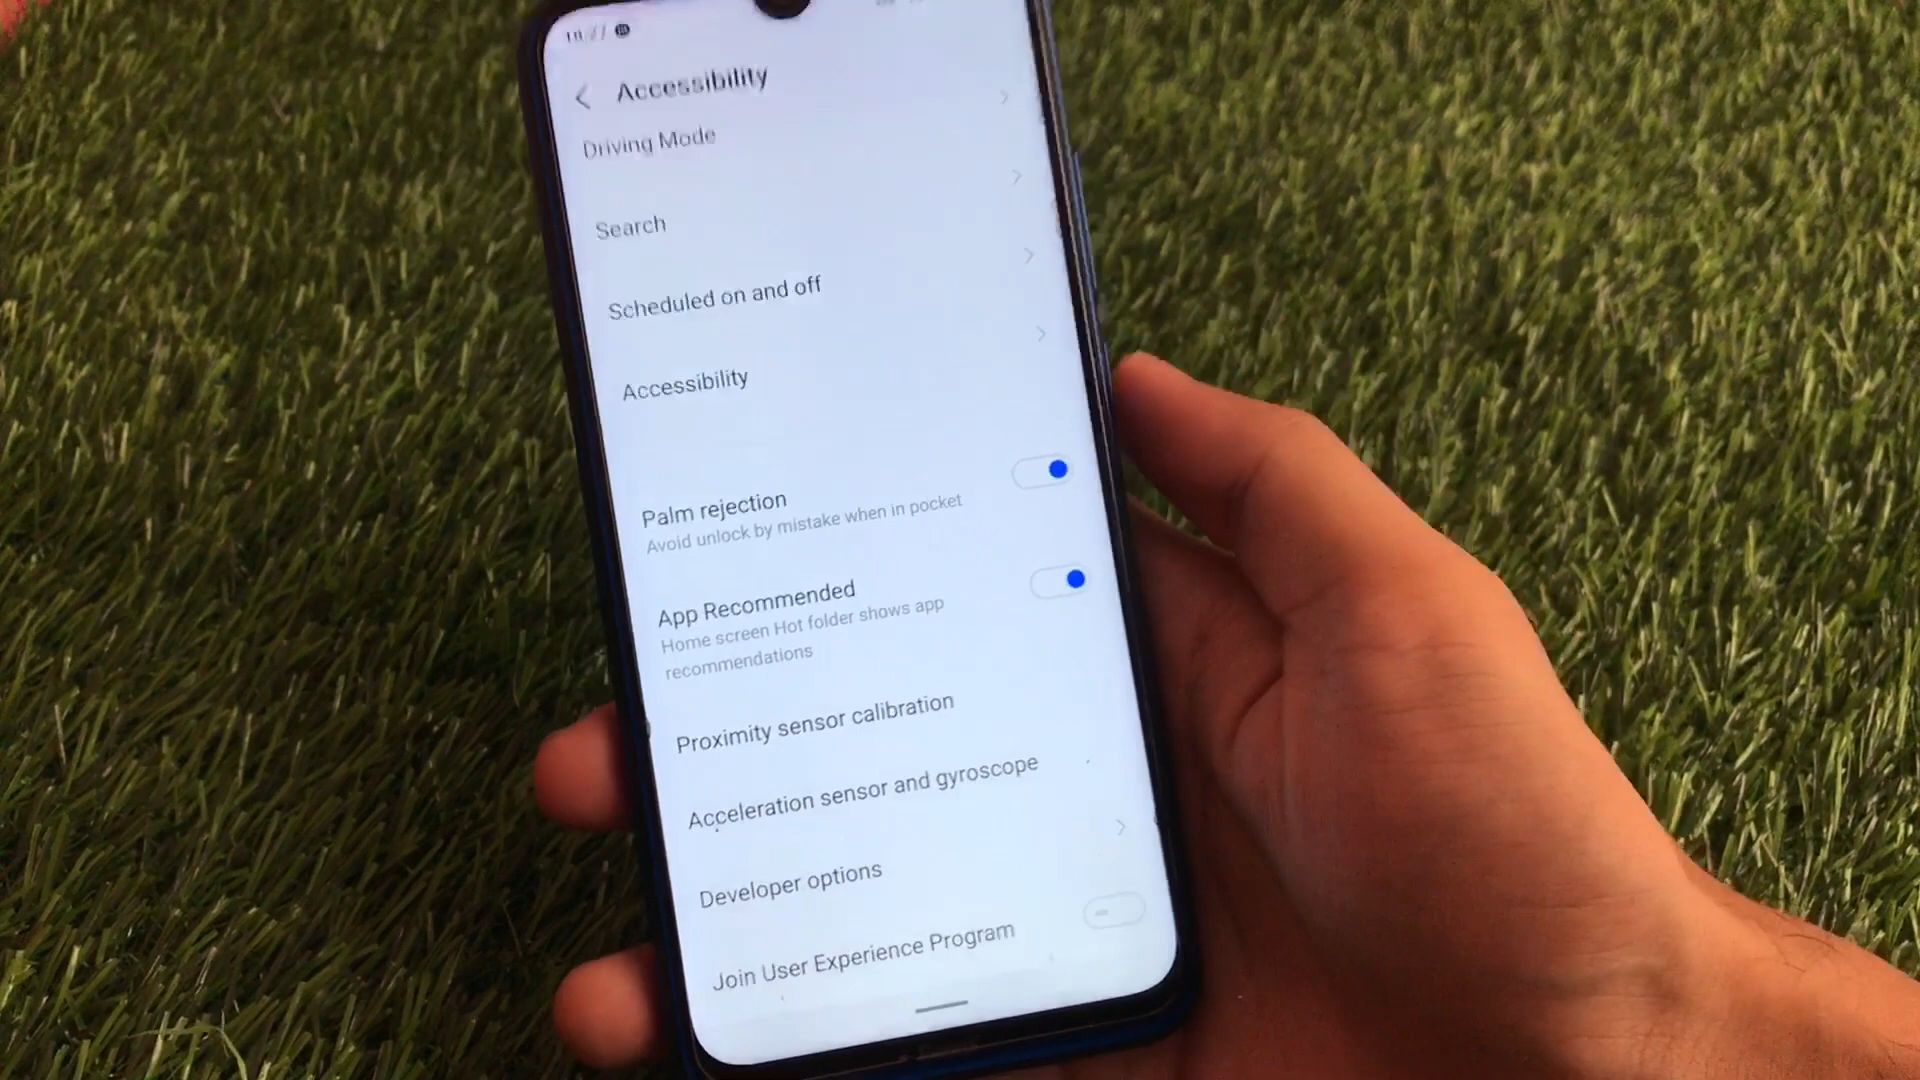 Accessibility
Driving Mode
Search
Scheduled on and off
Accessibility
Palm rejection
Avoid unlock by mistake when in pocket
App Recommended
Home screen Hot folder shows app
recommendations
Proximity sensor calibration
Acceleration sensor and gyroscope
Developer options
Join User Experience Program